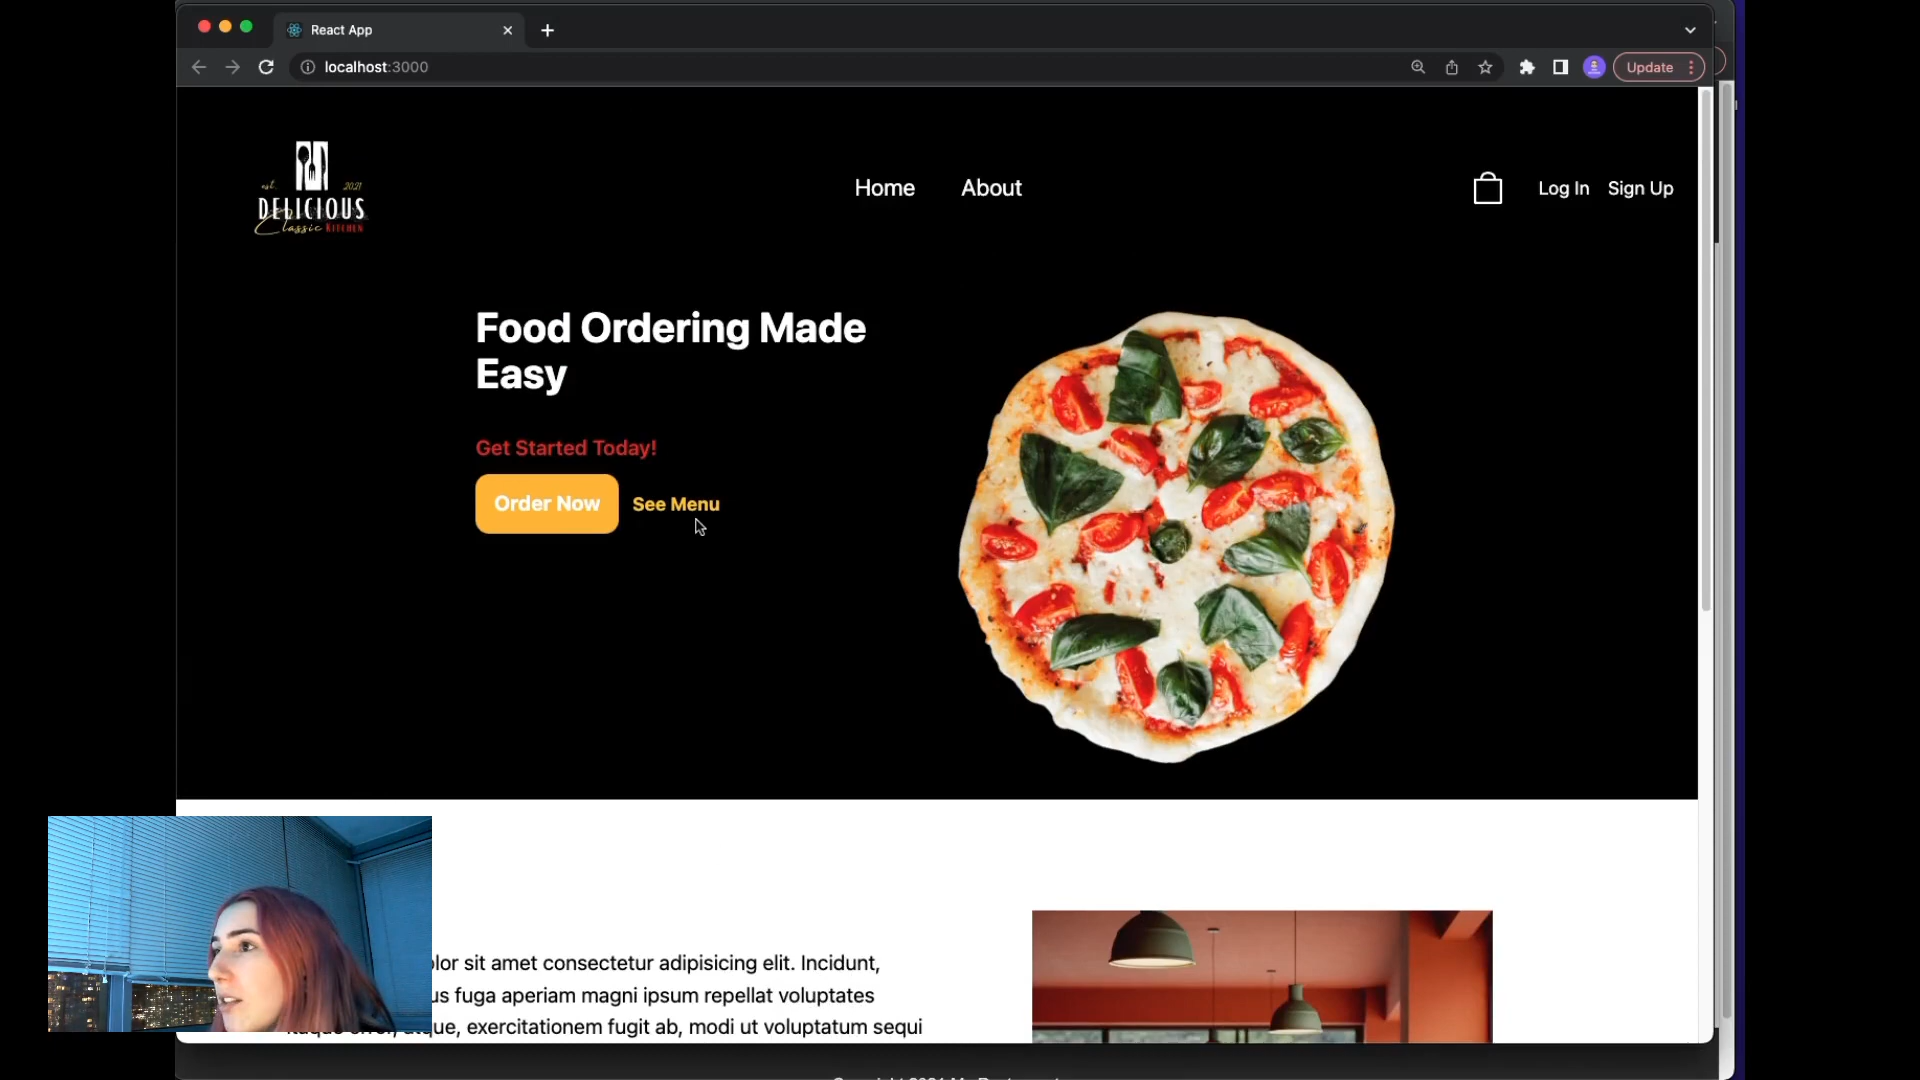 React App
localhost:3000
Update
est. 2021
DELICIOUS
Classic KITCHEN
Home
About
Log In
Sign Up
Food Ordering Made
Easy
Get Started Today!
Order Now
See Menu
lor sit amet consectetur adipisicing elit. Incidunt,
us fuga aperiam magni ipsum repellat voluptates
exercitationem fugit ab, modi ut voluptatum sequi